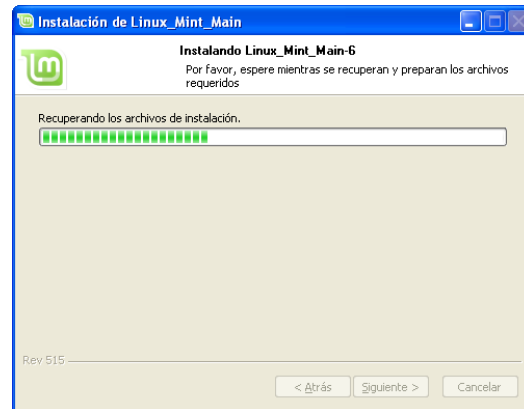 Instalación de Linux_Mint_Main
Instalando Linux_Mint_Main-6
Por favor, espere mientras se recuperan y preparan los archivos
requeridos
Recuperando los archivos de instalación.
Rev 515
< Atrás
Siguiente >
Cancelar